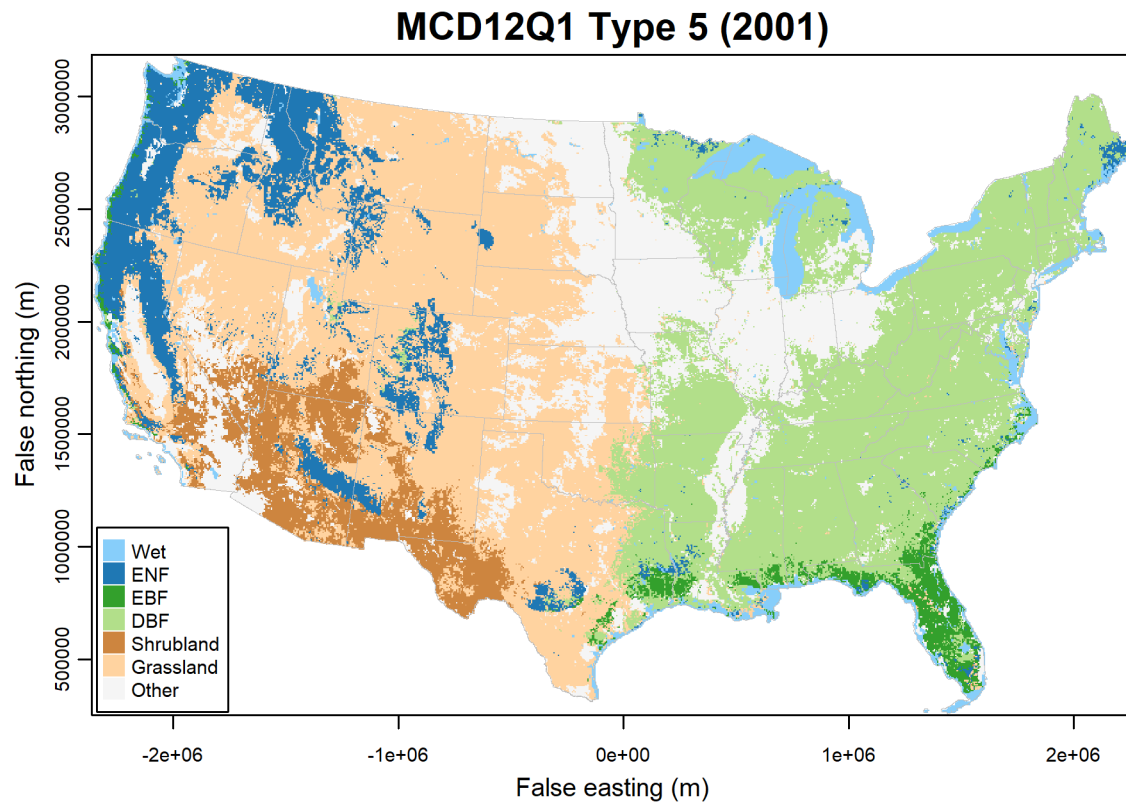 MCD12Q1 Type 5 (2001)
False northing (m)
3000000
2500000
2000000
1500000
1000000
500000
Wet
ENF
EBF
DBF
Shrubland
Grassland
Other
-2e+06
-1e+06
0e+00
1e+06
2e+06
False easting (m)